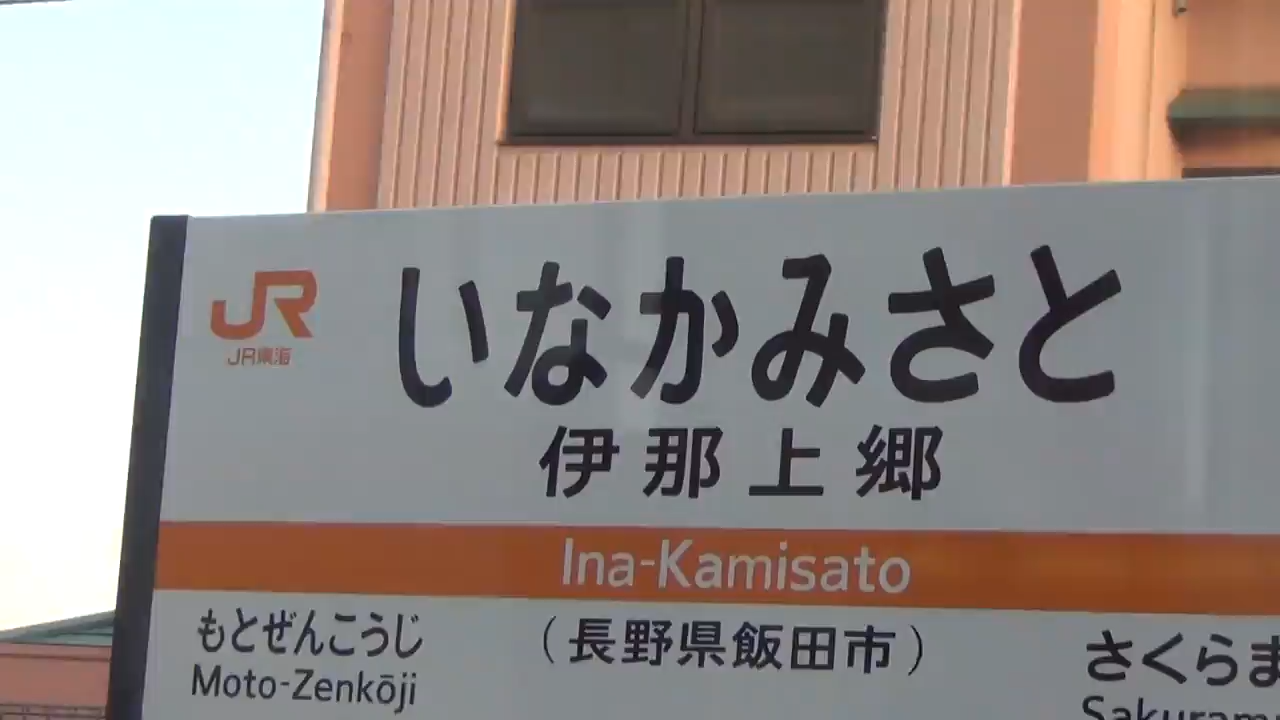 JR
JR東海
いなかみさと
伊那上郷
Ina-Kamisato
もとぜんこうじ
Moto-Zenkōji
(長野県飯田市)
さくらま